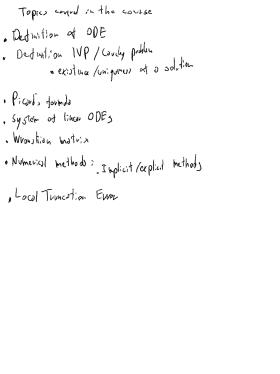 Topics covered in the course
• Definition of ODE
• Definition IVP / Cauchy problem
• existence/uniqueness of a solution
• Picard's formula
• System of linear ODEs
• Wronskian matrix
• Numerical methods :
• Implicit/explicit methods
• Local Truncation Error